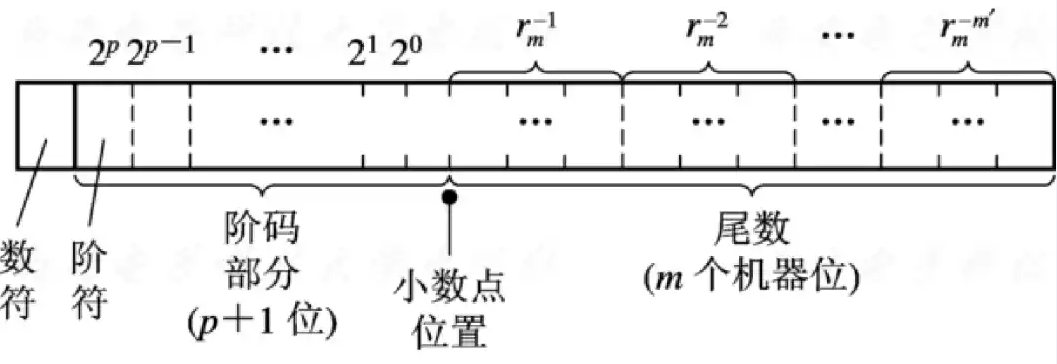 2^p 2^{p-1} … 2^1 2^0 r_m^{-1} r_m^{-2} … r_m^{-m'}
… … … … …
数符 阶符 阶码部分(p+1 位) 小数点位置 尾数(m 个机器位)